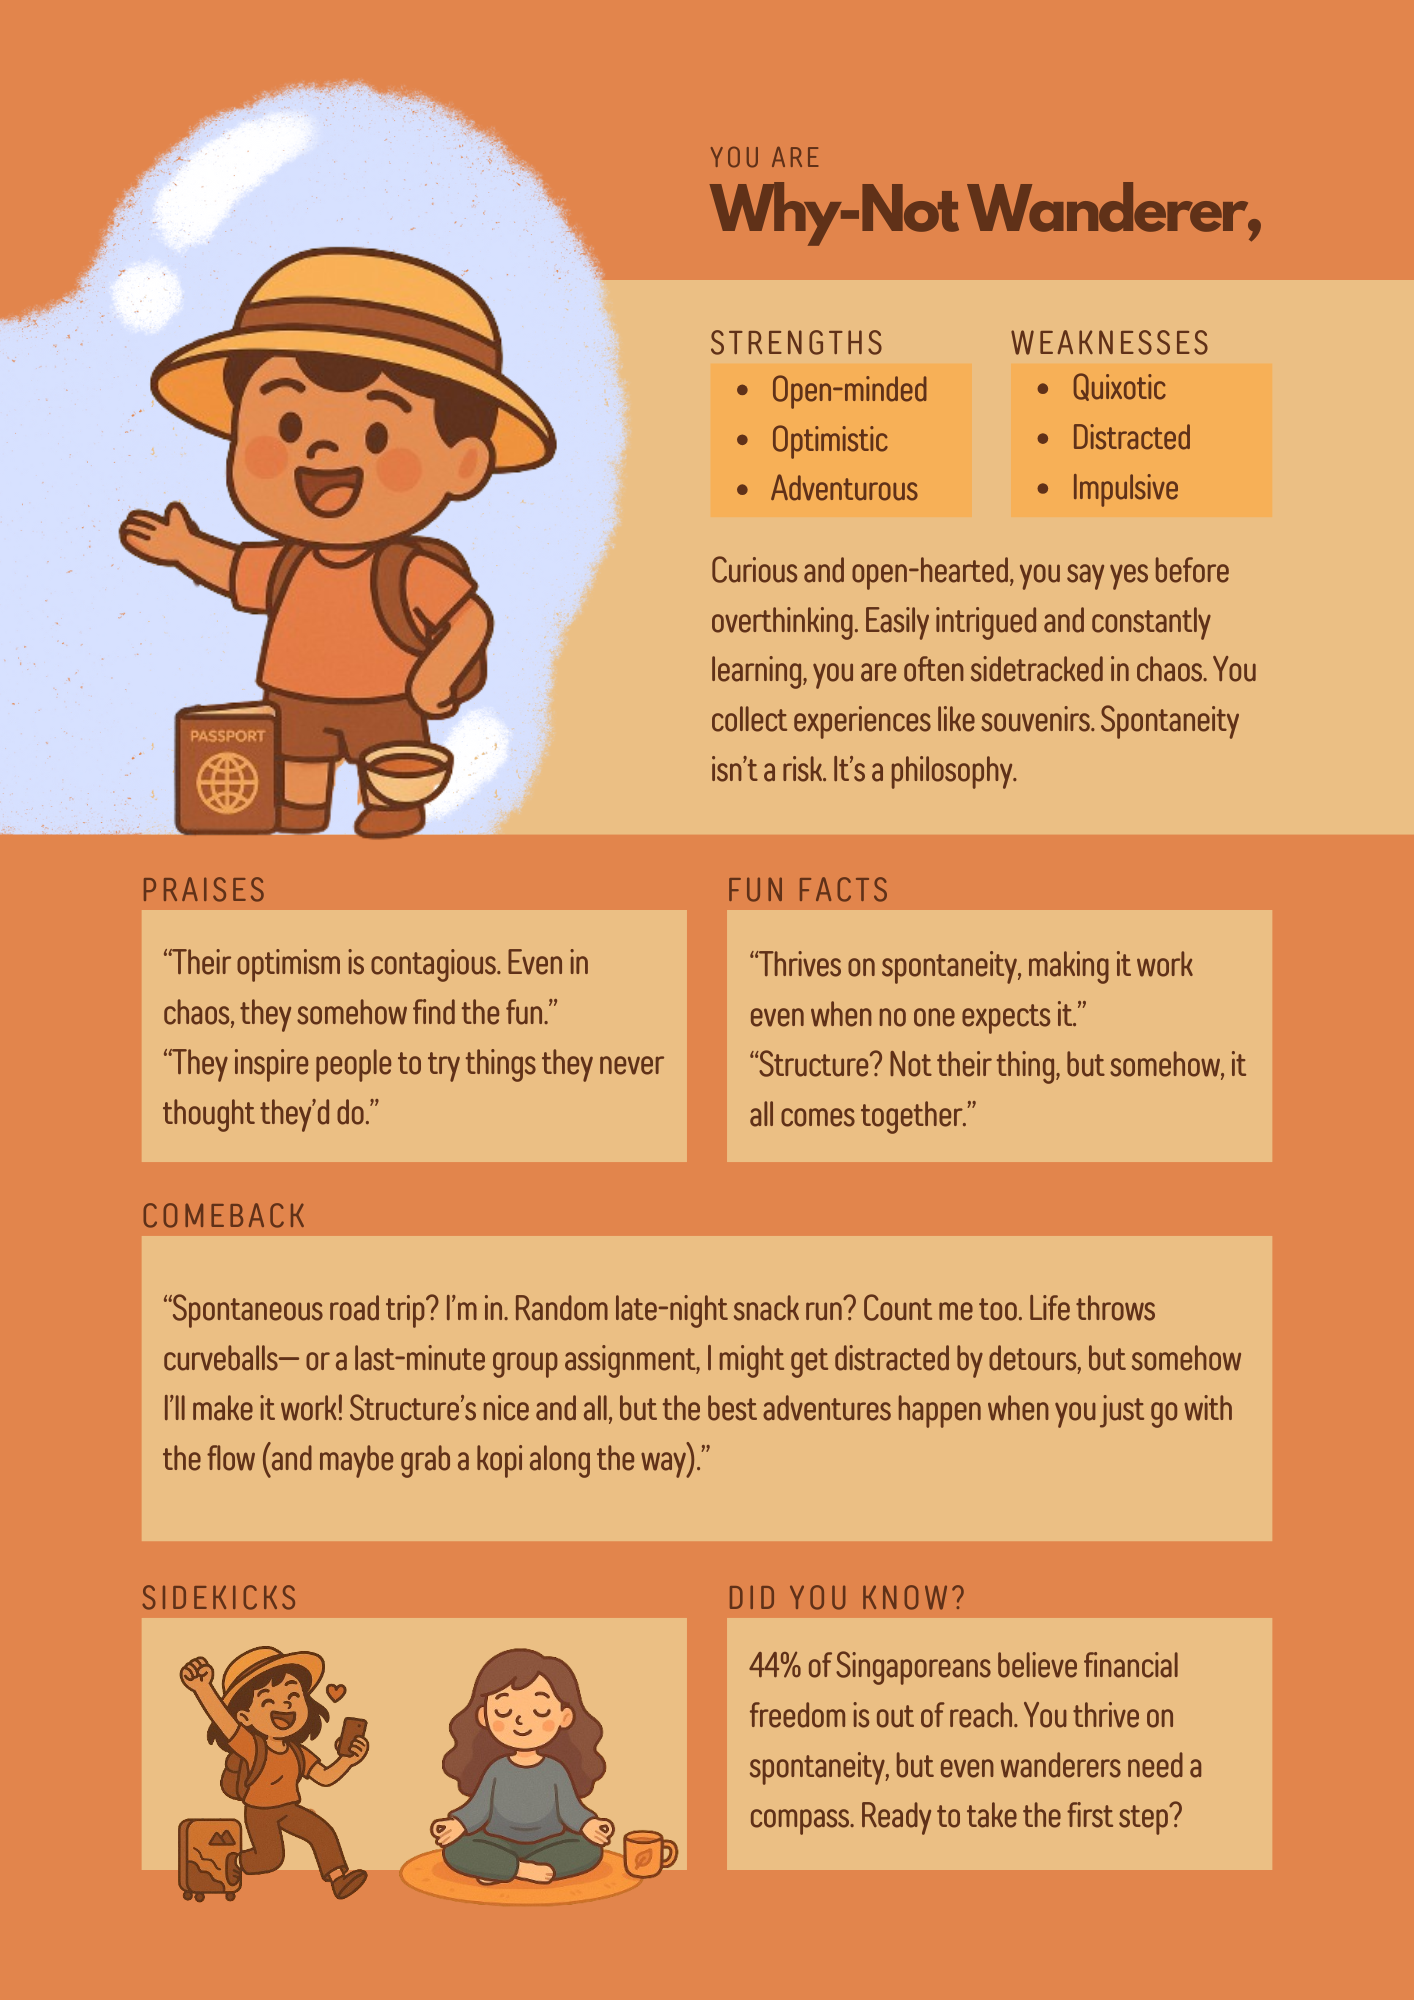 YOU ARE
Why-Not Wanderer,
STRENGTHS
• Open-minded
• Optimistic
• Adventurous
WEAKNESSES
• Quixotic
• Distracted
• Impulsive
Curious and open-hearted, you say yes before
overthinking. Easily intrigued and constantly
learning, you are often sidetracked in chaos. You
collect experiences like souvenirs. Spontaneity
isn’t a risk. It’s a philosophy.
PASSPORT
PRAISES
“Their optimism is contagious. Even in
chaos, they somehow find the fun.”
“They inspire people to try things they never
thought they’d do.”
FUN FACTS
“Thrives on spontaneity, making it work
even when no one expects it.”
“Structure? Not their thing, but somehow, it
all comes together.”
COMEBACK
“Spontaneous road trip? I’m in. Random late-night snack run? Count me too. Life throws
curveballs— or a last-minute group assignment, I might get distracted by detours, but somehow
I’ll make it work! Structure’s nice and all, but the best adventures happen when you just go with
the flow (and maybe grab a kopi along the way).”
SIDEKICKS
DID YOU KNOW?
44% of Singaporeans believe financial
freedom is out of reach. You thrive on
spontaneity, but even wanderers need a
compass. Ready to take the first step?